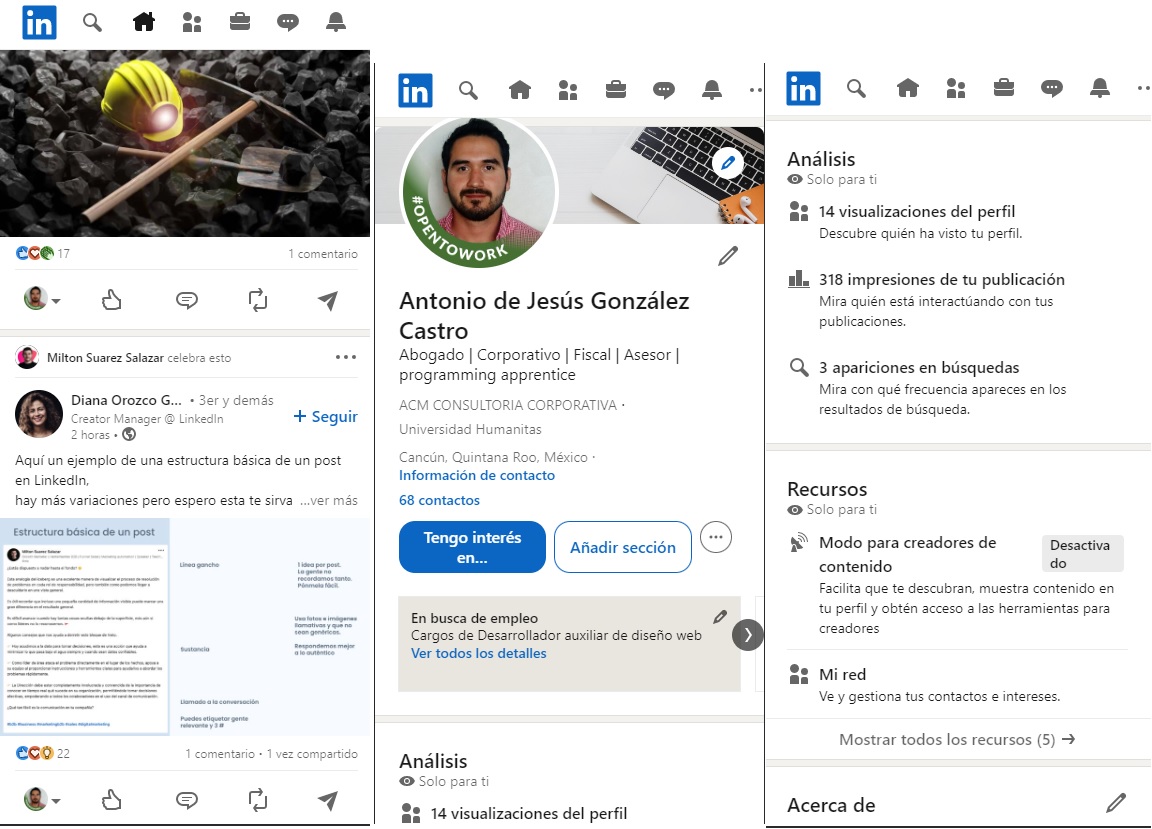 in
17
1 comentario
Milton Suarez Salazar celebra esto
Diana Orozco G... • 3er y demás
Creator Manager @ LinkedIn
+ Seguir
2 horas •
Aquí un ejemplo de una estructura básica de un post
en LinkedIn,
hay más variaciones pero espero esta te sirva ...ver más
Estructura básica de un post
Milton Suarez Salazar
Línea gancho
1 idea por post.
La gente no
recordamos tanto.
Pónmela fácil.
Usa fotos e imágenes
llamativas y que no
sean genéricas.
Sustancia
Respondemos mejor
a lo auténtico
Llamado a la conversación
Puedes etiquetar gente
relevante y 3 #
22
1 comentario • 1 vez compartido
in
#OPENTOWORK
Antonio de Jesús González
Castro
Abogado | Corporativo | Fiscal | Asesor |
programming apprentice
ACM CONSULTORIA CORPORATIVA ·
Universidad Humanitas
Cancún, Quintana Roo, México ·
Información de contacto
68 contactos
Tengo interés
en...
Añadir sección
En busca de empleo
Cargos de Desarrollador auxiliar de diseño web
Ver todos los detalles
Análisis
Solo para ti
14 visualizaciones del perfil
in
Análisis
Solo para ti
14 visualizaciones del perfil
Descubre quién ha visto tu perfil.
318 impresiones de tu publicación
Mira quién está interactúando con tus
publicaciones.
3 apariciones en búsquedas
Mira con qué frecuencia apareces en los
resultados de búsqueda.
Recursos
Solo para ti
Modo para creadores de
contenido
Desactiva
do
Facilita que te descubran, muestra contenido en
tu perfil y obtén acceso a las herramientas para
creadores
Mi red
Ve y gestiona tus contactos e intereses.
Mostrar todos los recursos (5) →
Acerca de